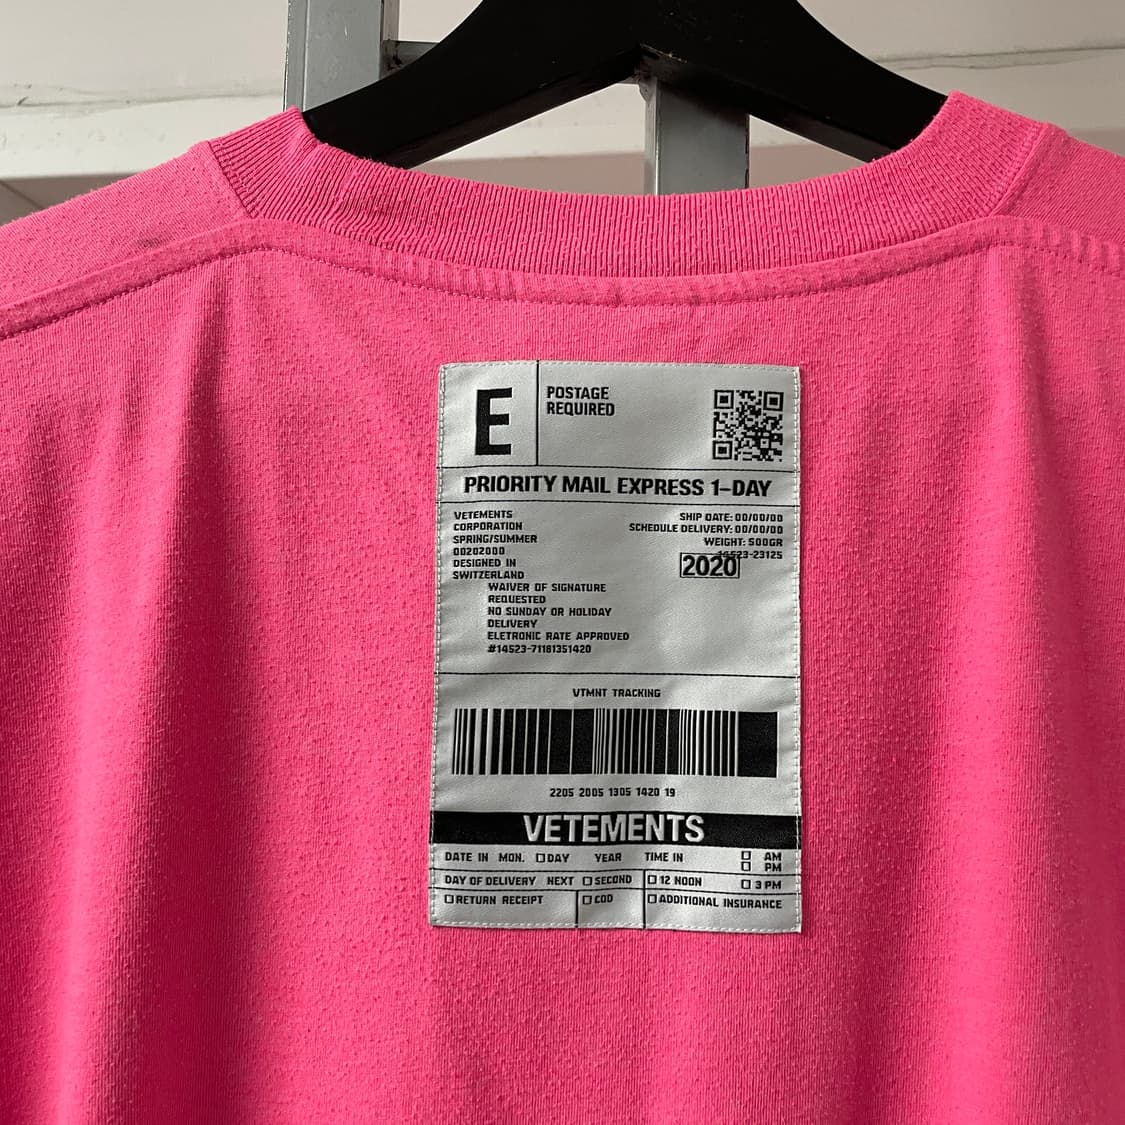 E
POSTAGE
REQUIRED
PRIORITY MAIL EXPRESS 1-DAY
VETEMENTS
CORPORATION
SPRING/SUMMER
00202000
DESIGNED IN
SWITZERLAND
SHIP DATE: 00/00/00
SCHEDULE DELIVERY: 00/00/00
WEIGHT: 500GR
14523-23125
2020
WAIVER OF SIGNATURE
REQUESTED
NO SUNDAY OR HOLIDAY
DELIVERY
ELETRONIC RATE APPROVED
#14523-71181351420
VTMNT TRACKING
2205 2005 1305 1420 19
VETEMENTS
DATE IN MON. DAY YEAR TIME IN AM
PM
DAY OF DELIVERY NEXT SECOND 12 NOON 3 PM
RETURN RECEIPT COD ADDITIONAL INSURANCE